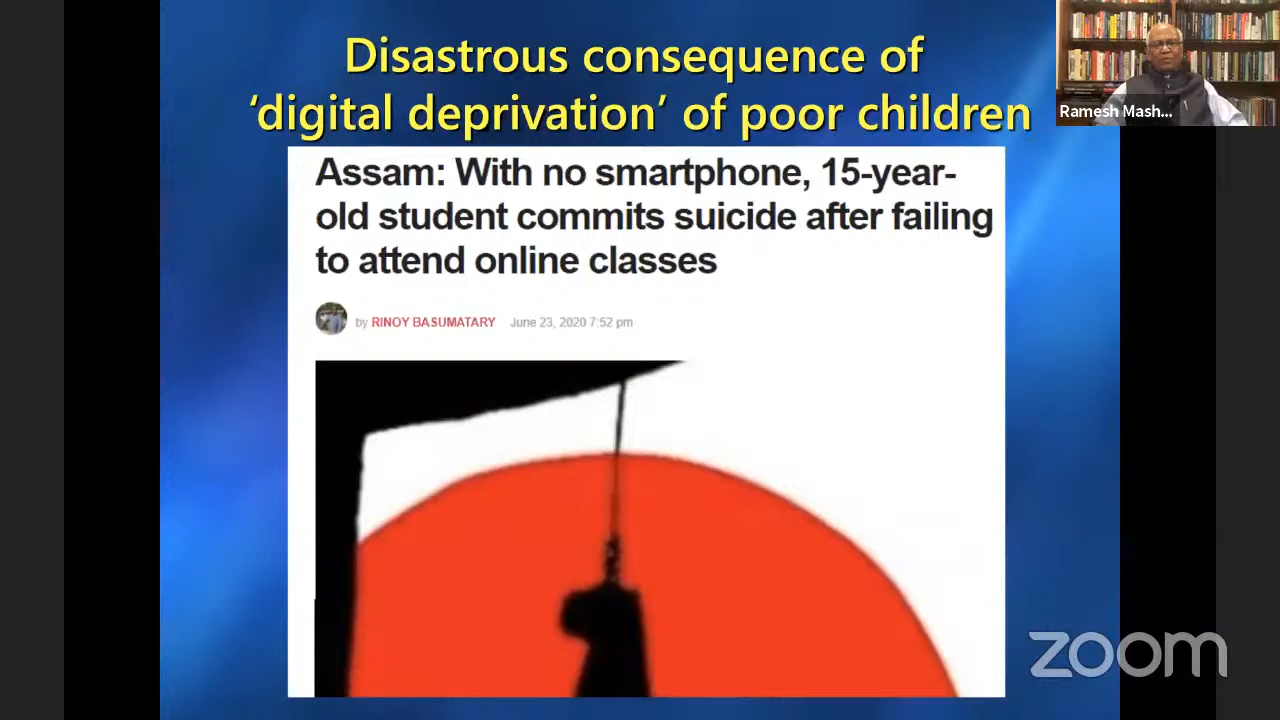 Disastrous consequence of
‘digital deprivation’ of poor children
Ramesh Mash...
Assam: With no smartphone, 15-year-
old student commits suicide after failing
to attend online classes
by RINOY BASUMATARY June 23, 2020 7:52 pm
zoom